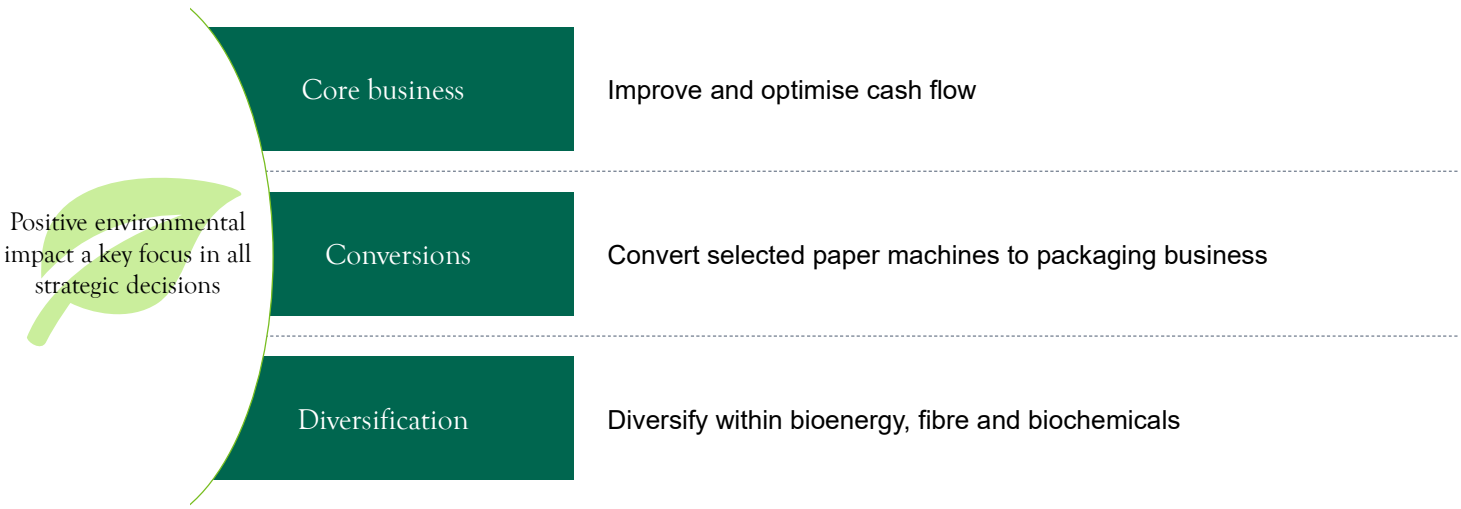 Core business
Improve and optimise cash flow
Positive environmental
impact a key focus in all
strategic decisions
Conversions
Convert selected paper machines to packaging business
Diversification
Diversify within bioenergy, fibre and biochemicals